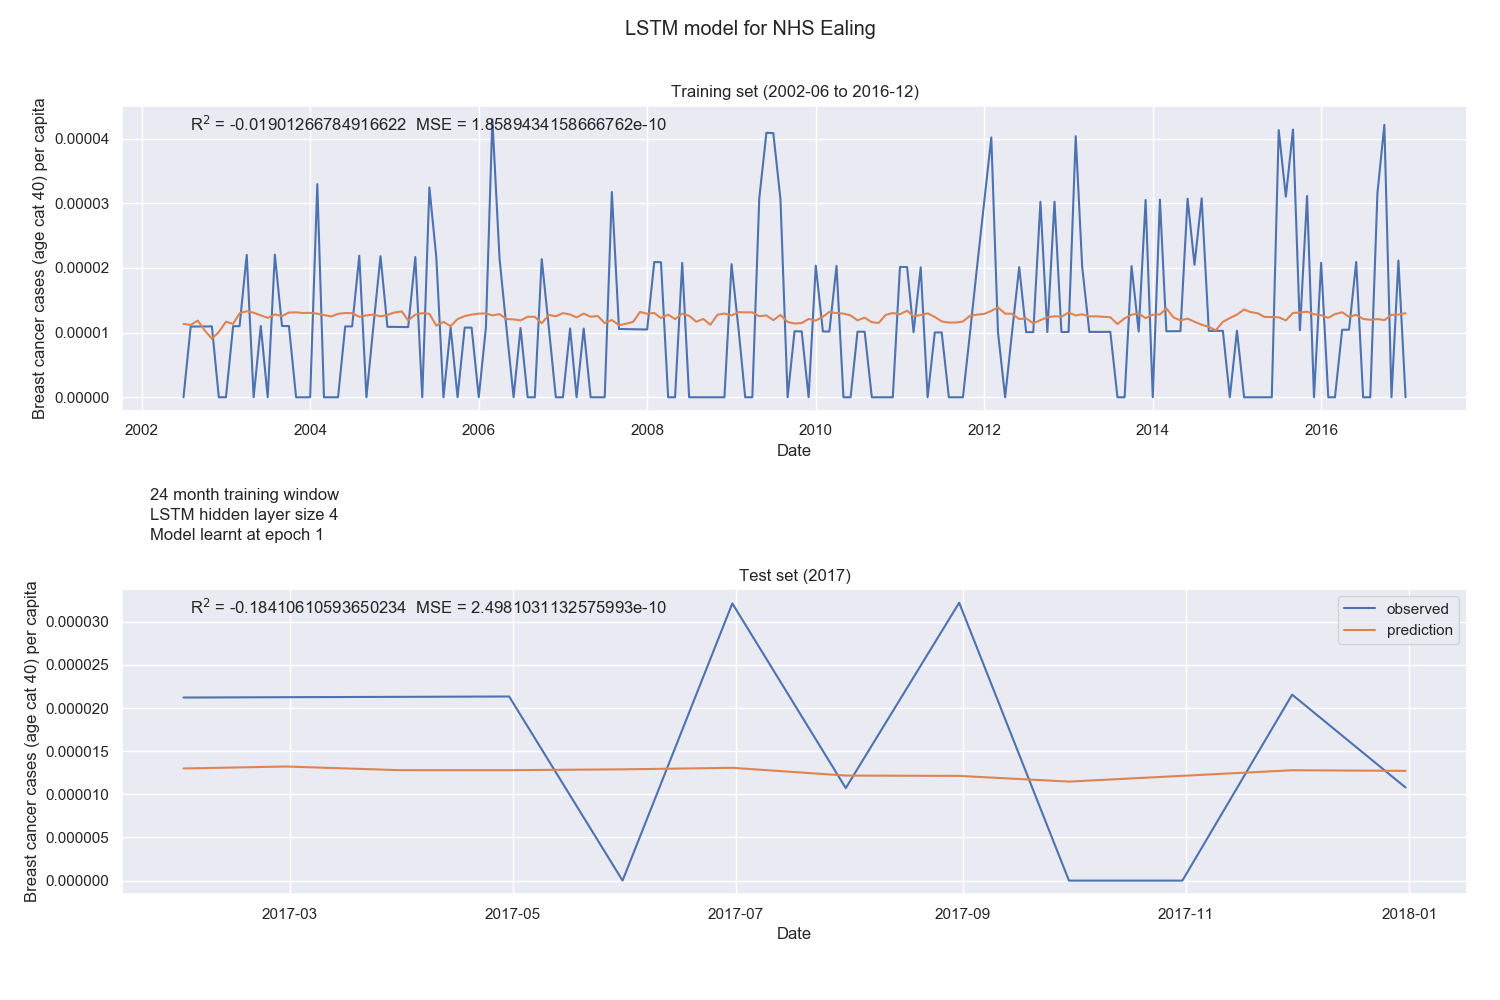 LSTM model for NHS Ealing
Training set (2002-06 to 2016-12)
R² = -0.01901266784916622 MSE = 1.8589434158666762e-10
Breast cancer cases (age cat 40) per capita
0.00004
0.00003
0.00002
0.00001
0.00000
2002 2004 2006 2008 2010 2012 2014 2016
Date
24 month training window
LSTM hidden layer size 4
Model learnt at epoch 1
Test set (2017)
R² = -0.18410610593650234 MSE = 2.4981031132575993e-10
observed
prediction
Breast cancer cases (age cat 40) per capita
0.000030
0.000025
0.000020
0.000015
0.000010
0.000005
0.000000
2017-03 2017-05 2017-07 2017-09 2017-11 2018-01
Date